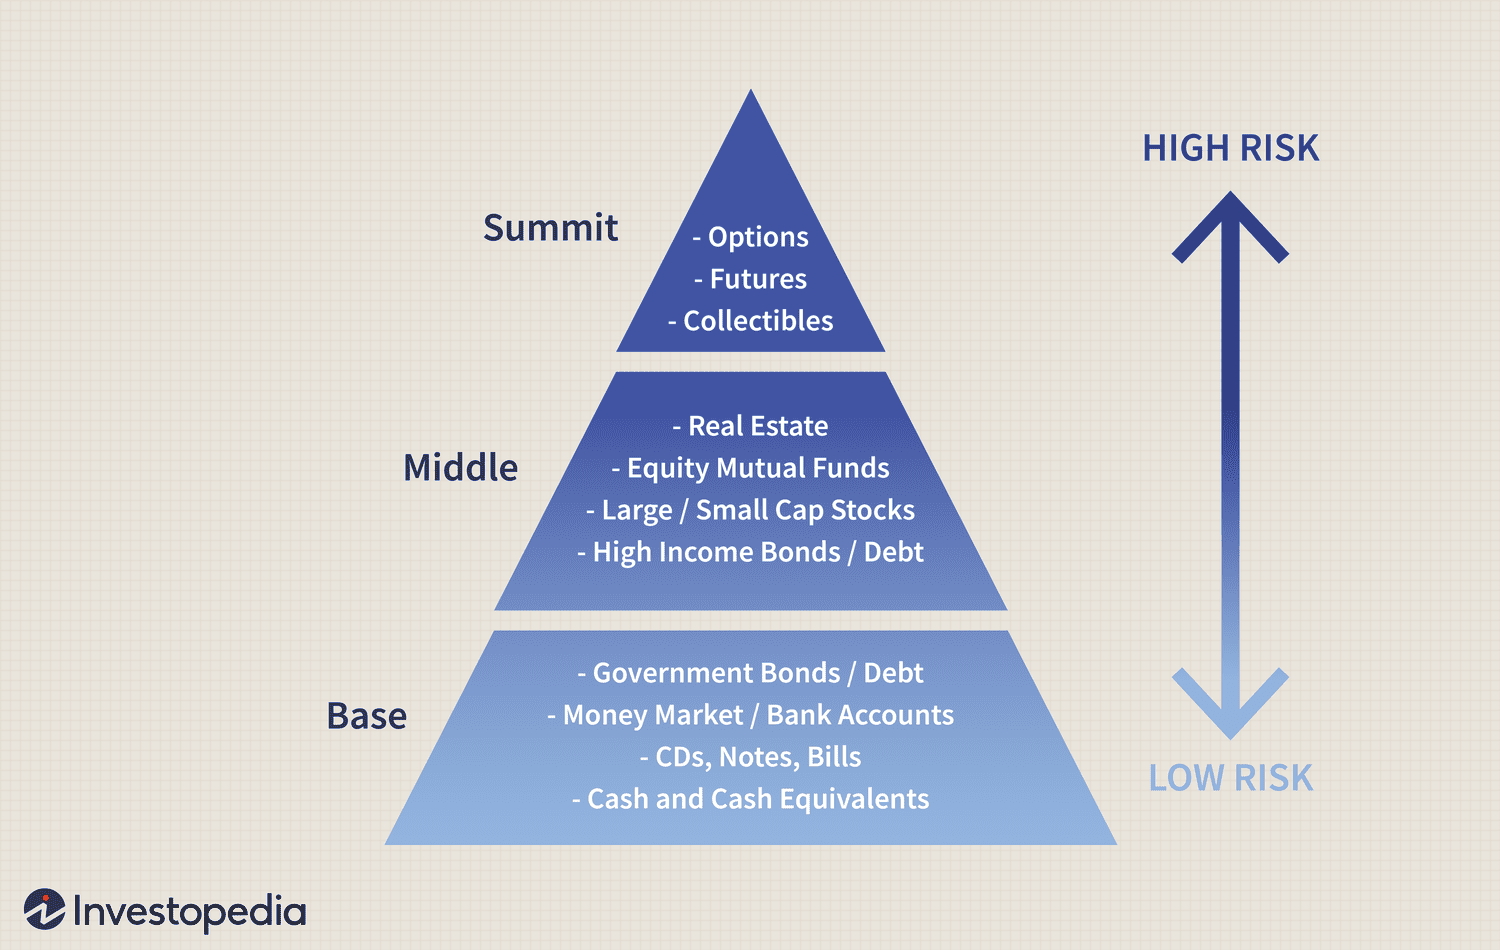 HIGH RISK
Summit
- Options
- Futures
- Collectibles
Middle
- Real Estate
- Equity Mutual Funds
- Large / Small Cap Stocks
- High Income Bonds / Debt
Base
- Government Bonds / Debt
- Money Market / Bank Accounts
- CDs, Notes, Bills
- Cash and Cash Equivalents
LOW RISK
Investopedia